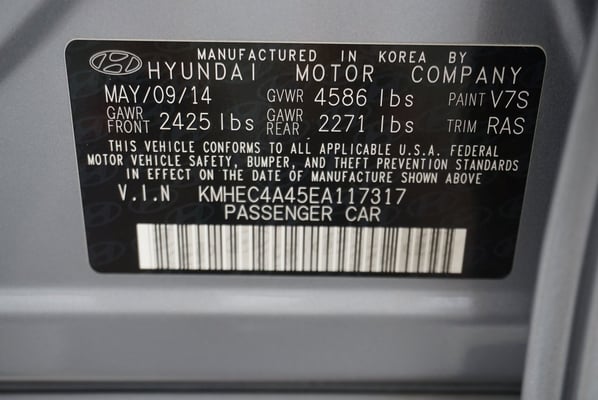 MANUFACTURED IN KOREA BY
HYUNDAI MOTOR COMPANY
MAY/09/14 GVWR 4586 lbs PAINT V7S
GAWR FRONT 2425 lbs GAWR REAR 2271 lbs TRIM RAS
THIS VEHICLE CONFORMS TO ALL APPLICABLE U.S.A. FEDERAL
MOTOR VEHICLE SAFETY, BUMPER, AND THEFT PREVENTION STANDARDS
IN EFFECT ON THE DATE OF MANUFACTURE SHOWN ABOVE
V.I.N KMHEC4A45EA117317
PASSENGER CAR